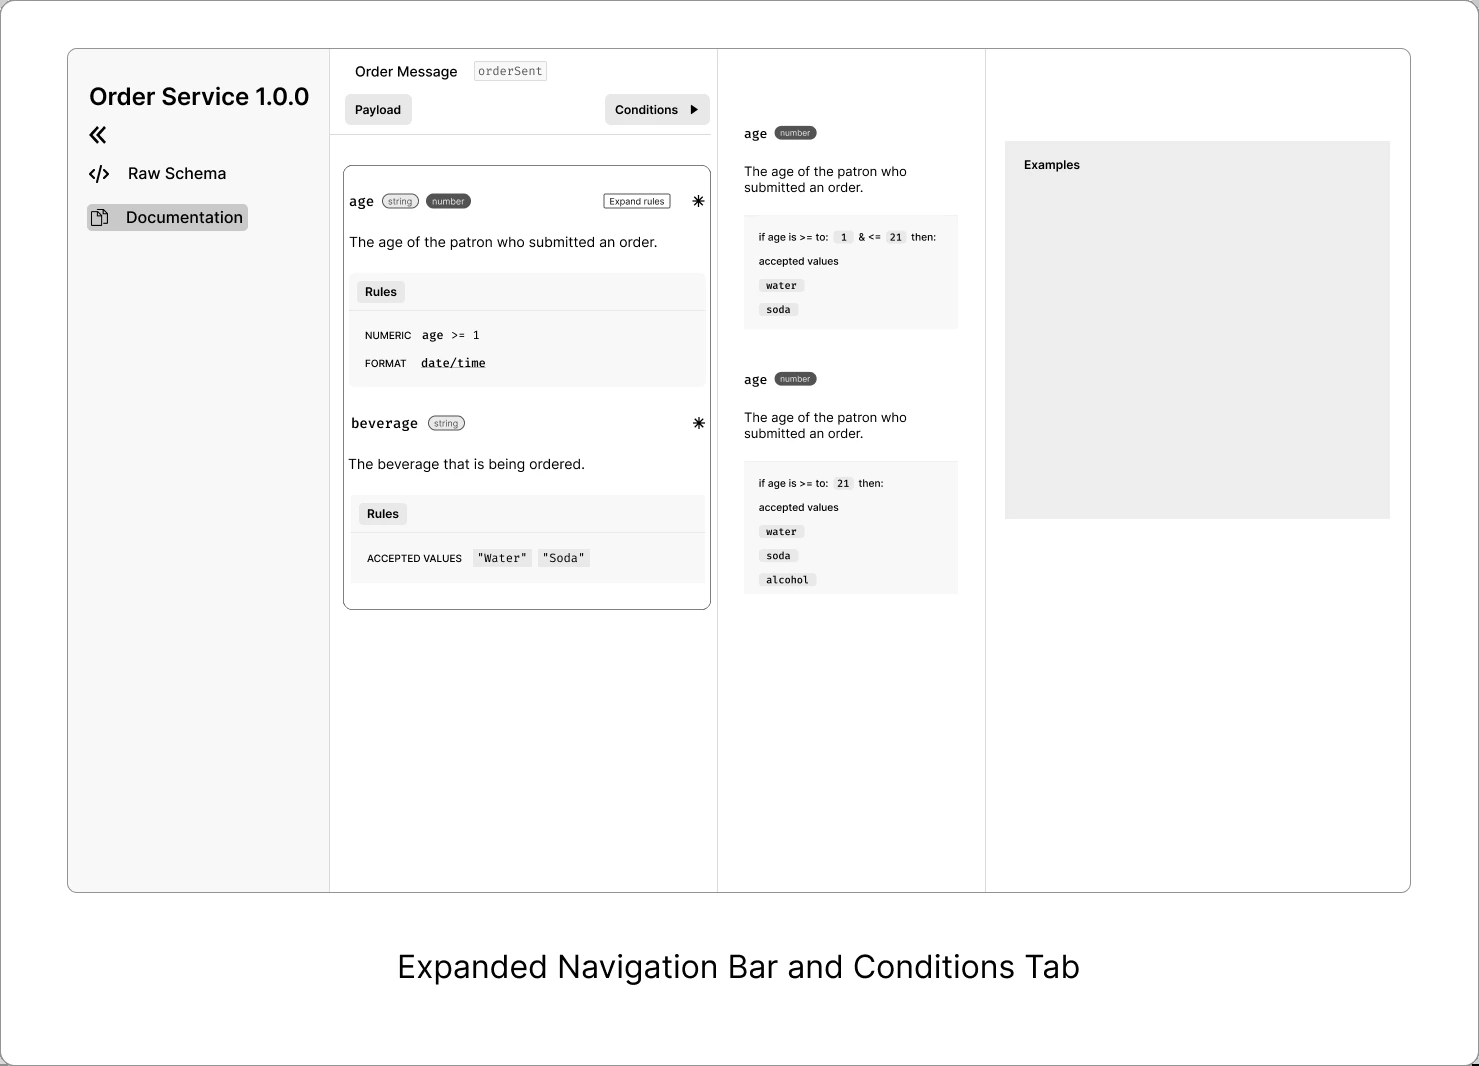 Order Service 1.0.0
Raw Schema
Documentation
Order Message orderSent
Payload Conditions
age string number Expand rules
The age of the patron who submitted an order.
Rules
NUMERIC age >= 1
FORMAT date/time
beverage string
The beverage that is being ordered.
Rules
ACCEPTED VALUES "Water" "Soda"
age number
The age of the patron who
submitted an order.
if age is >= to: 1 & <= 21 then:
accepted values
water
soda
age number
The age of the patron who
submitted an order.
if age is >= to: 21 then:
accepted values
water
soda
alcohol
Examples
Expanded Navigation Bar and Conditions Tab